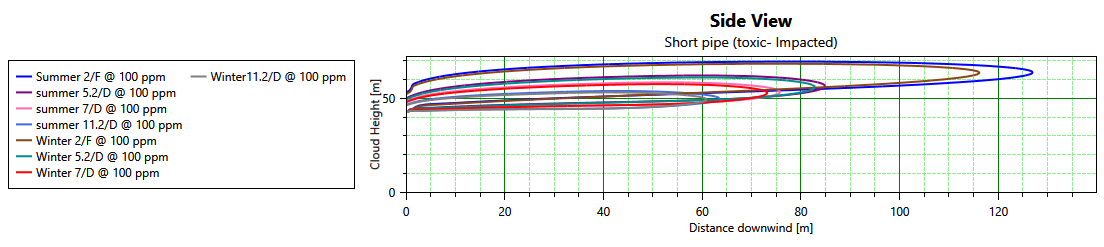 Side View
Short pipe (toxic- Impacted)
Summer 2/F @ 100 ppm
Winter11.2/D @ 100 ppm
summer 5.2/D @ 100 ppm
summer 7/D @ 100 ppm
summer 11.2/D @ 100 ppm
Winter 2/F @ 100 ppm
Winter 5.2/D @ 100 ppm
Winter 7/D @ 100 ppm
Cloud Height [m]
50
0
0 20 40 60 80 100 120
Distance downwind [m]